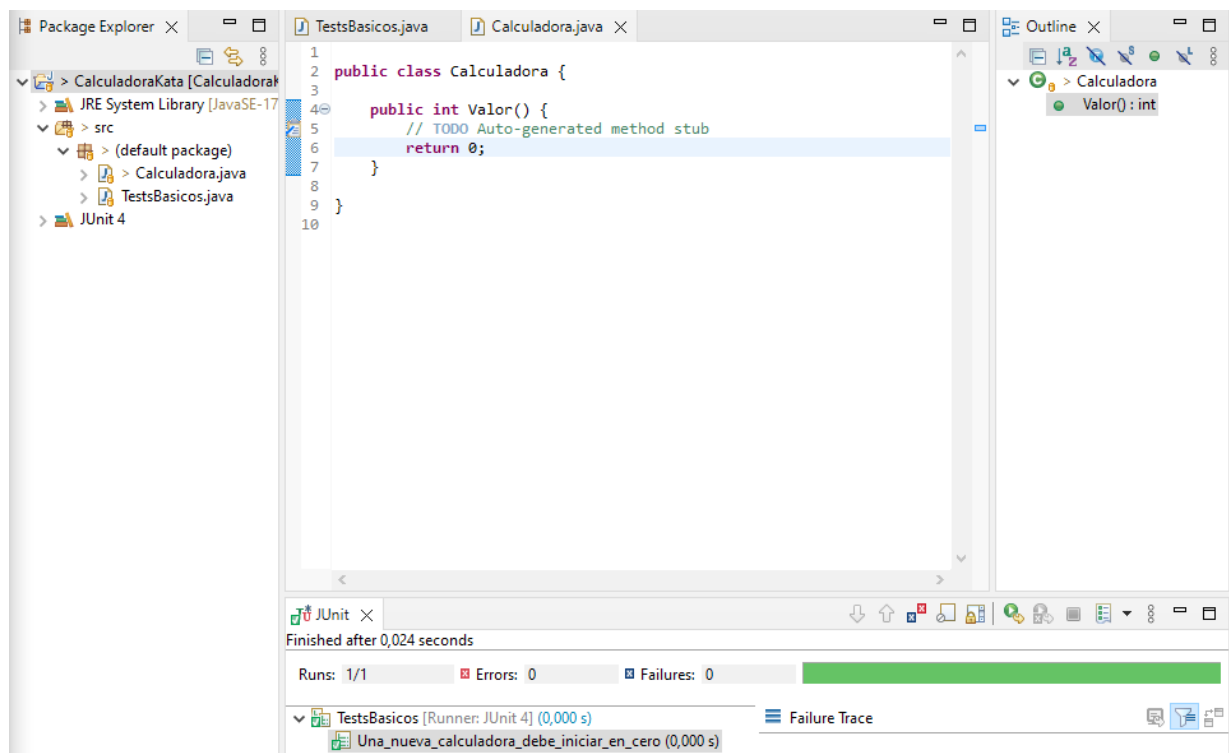 Package Explorer
> CalculadoraKata [CalculadoraK
JRE System Library [JavaSE-17
> src
> (default package)
> Calculadora.java
TestsBasicos.java
JUnit 4
TestsBasicos.java
Calculadora.java
1
2 public class Calculadora {
3
4 public int Valor() {
5 // TODO Auto-generated method stub
6 return 0;
7 }
8
9 }
10
Outline
> Calculadora
Valor() : int
JUnit
Finished after 0,024 seconds
Runs: 1/1 Errors: 0 Failures: 0
TestsBasicos [Runner: JUnit 4] (0,000 s)
Una_nueva_calculadora_debe_iniciar_en_cero (0,000 s)
Failure Trace